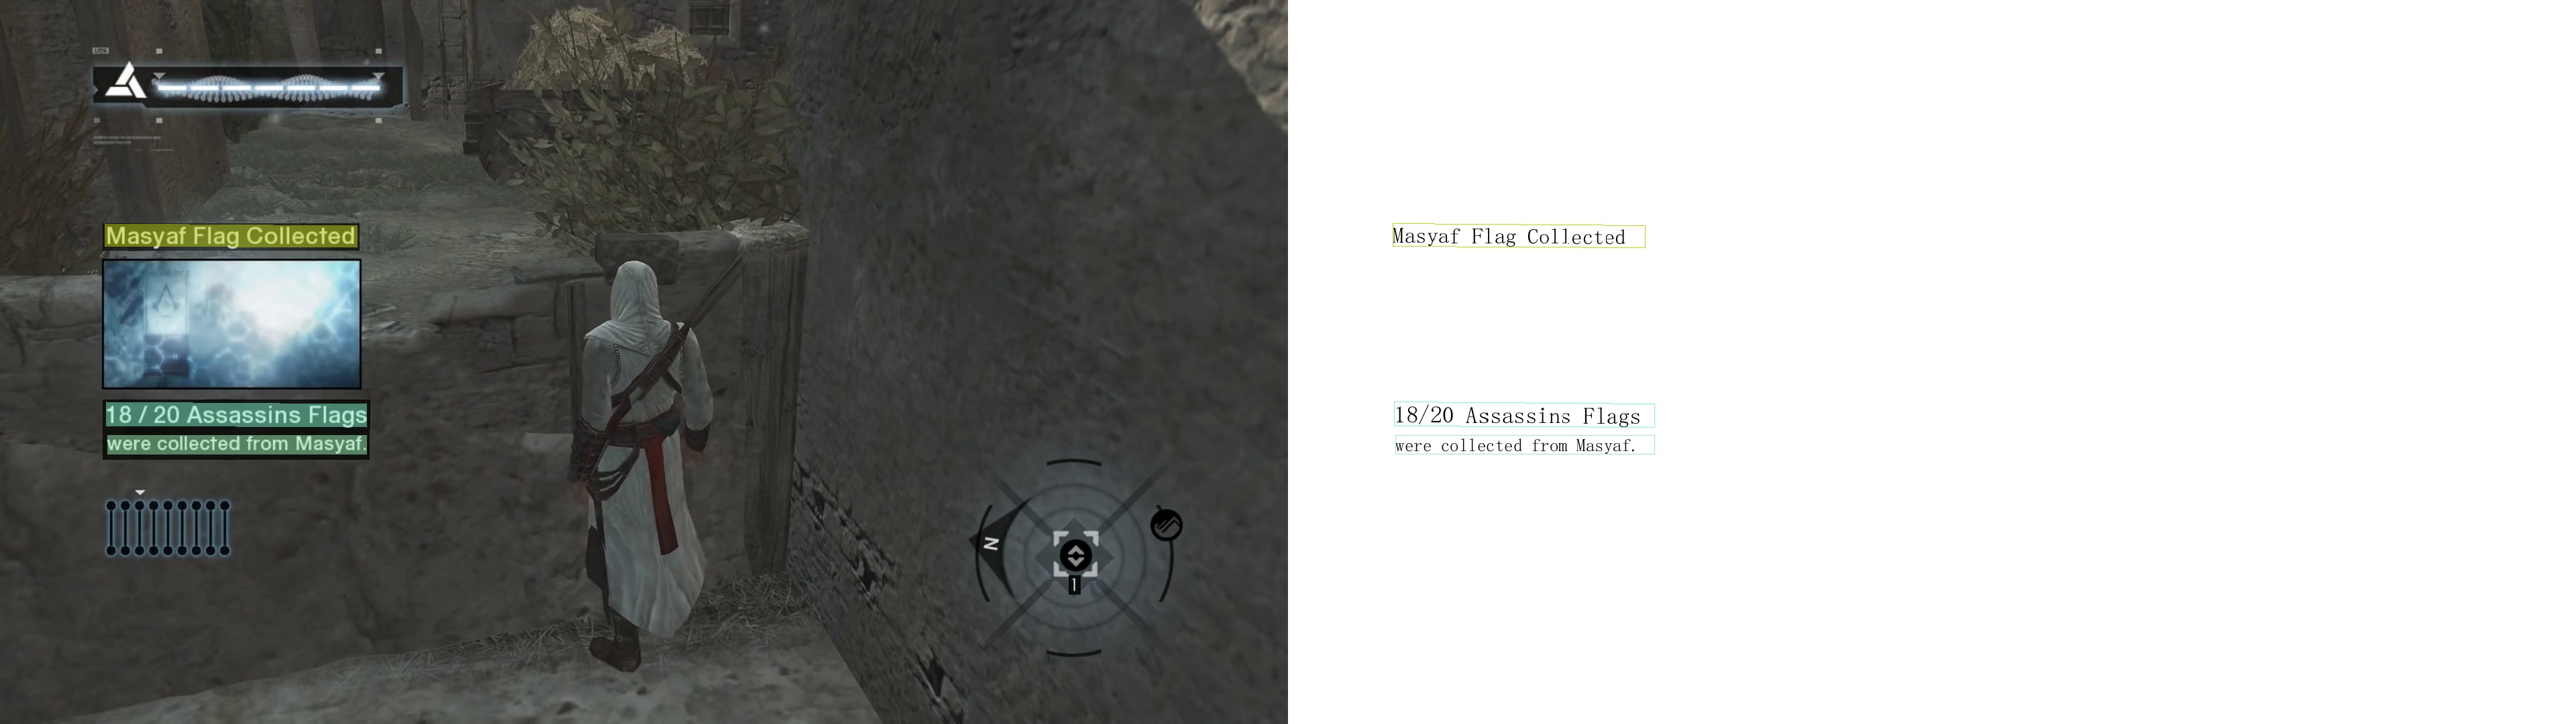 Masyaf Flag Collected
18 / 20 Assassins Flags
were collected from Masyaf.
N
1
Masyaf Flag Collected
18/20 Assassins Flags
were collected from Masyaf.